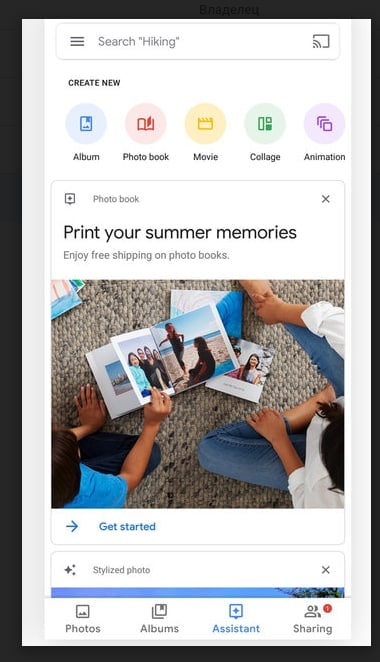 Владелец
Search "Hiking"
CREATE NEW
Album Photo book Movie Collage Animation
Photo book
Print your summer memories
Enjoy free shipping on photo books.
Get started
Stylized photo
1
Photos Albums Assistant Sharing